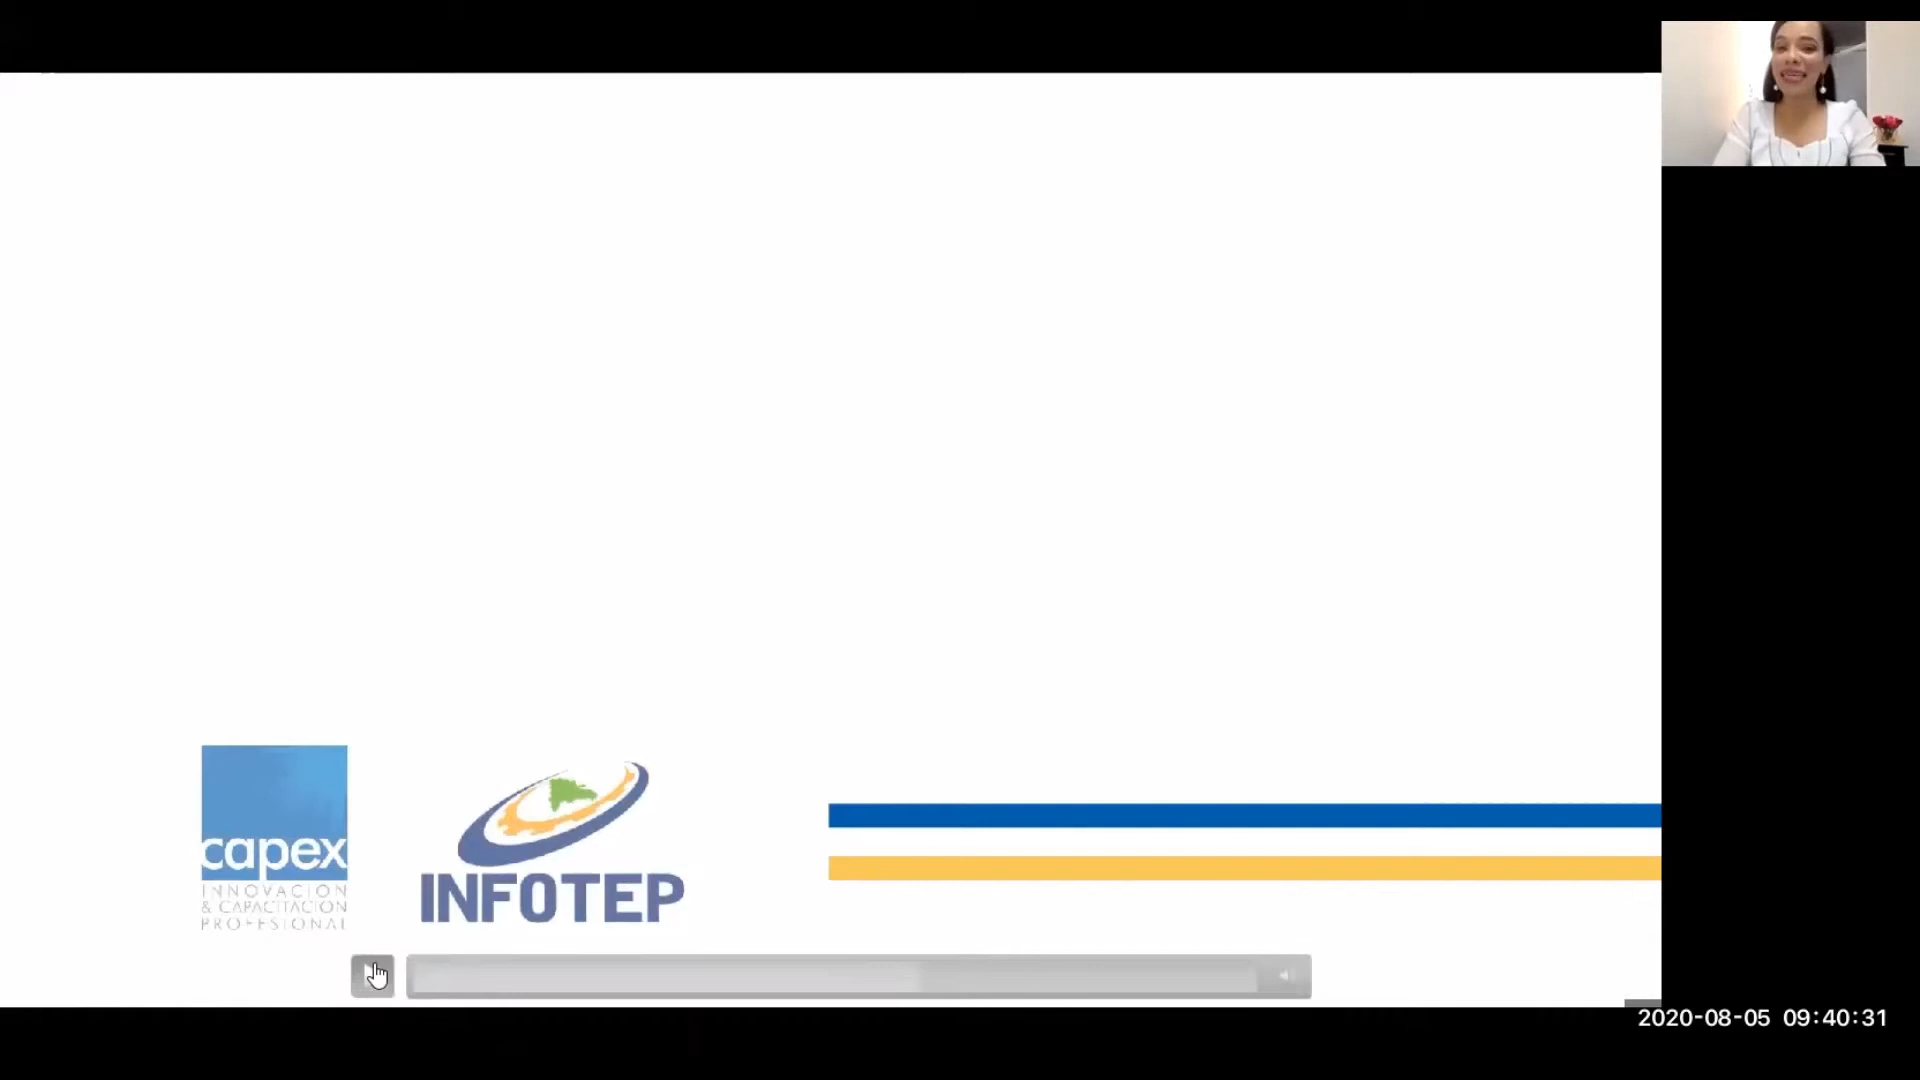 capex
INNOVACION
& CAPACITACION
PROFESIONAL
INFOTEP
2020-08-05 09:40:31